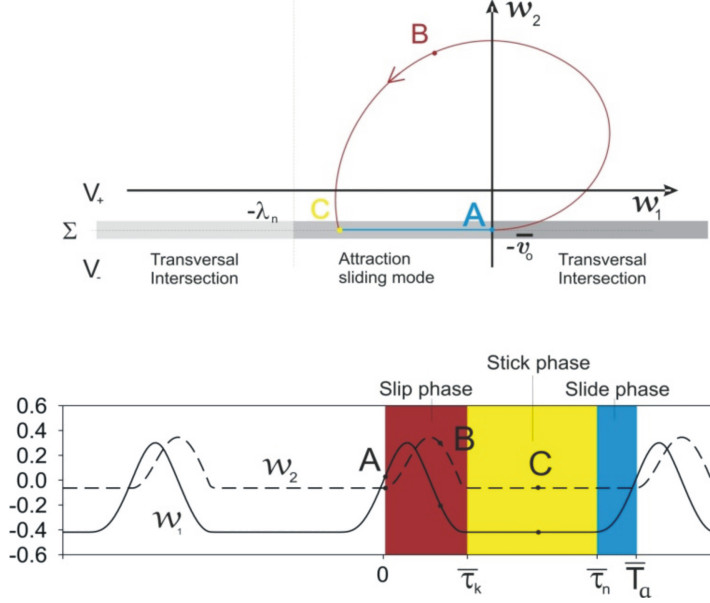 w₂
B
V₊
w₁
-λₙ
C
A
Σ
-v̅₀
V₋
Transversal Intersection
Attraction sliding mode
Transversal Intersection
Stick phase
Slip phase
Slide phase
0.6
0.4
0.2
0.0
-0.2
-0.4
-0.6
A
B
C
w₂
w₁
0
τ̅ₖ
τ̅ₙ
T̅ₐ